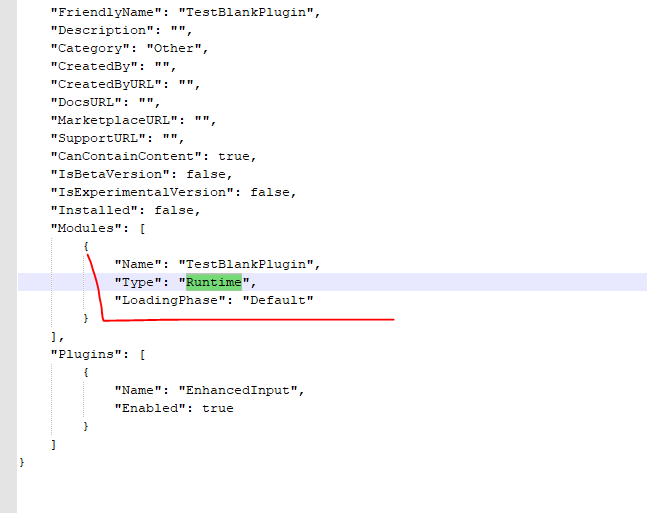 "FriendlyName": "TestBlankPlugin",
"Description": "",
"Category": "Other",
"CreatedBy": "",
"CreatedByURL": "",
"DocsURL": "",
"MarketplaceURL": "",
"SupportURL": "",
"CanContainContent": true,
"IsBetaVersion": false,
"IsExperimentalVersion": false,
"Installed": false,
"Modules": [
{
"Name": "TestBlankPlugin",
"Type": "Runtime",
"LoadingPhase": "Default"
}
],
"Plugins": [
{
"Name": "EnhancedInput",
"Enabled": true
}
]
}